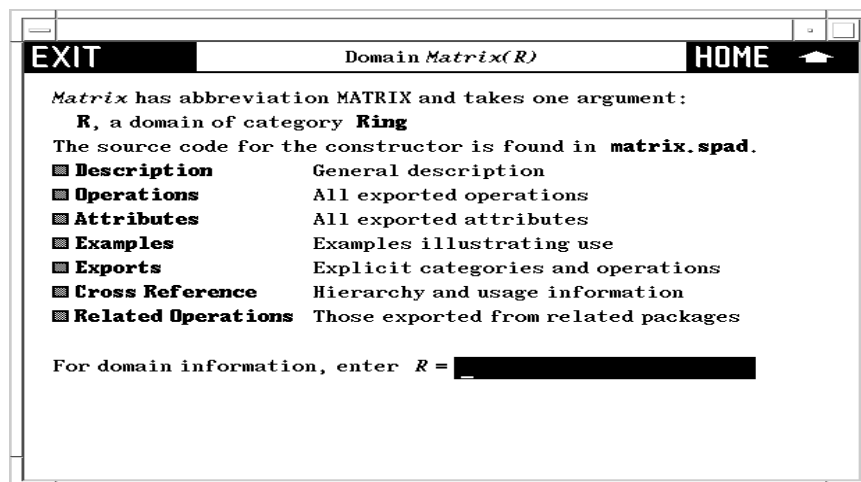 EXIT Domain Matrix(R) HOME
Matrix has abbreviation MATRIX and takes one argument:
R, a domain of category Ring
The source code for the constructor is found in matrix.spad.
Description General description
Operations All exported operations
Attributes All exported attributes
Examples Examples illustrating use
Exports Explicit categories and operations
Cross Reference Hierarchy and usage information
Related Operations Those exported from related packages
For domain information, enter R = _